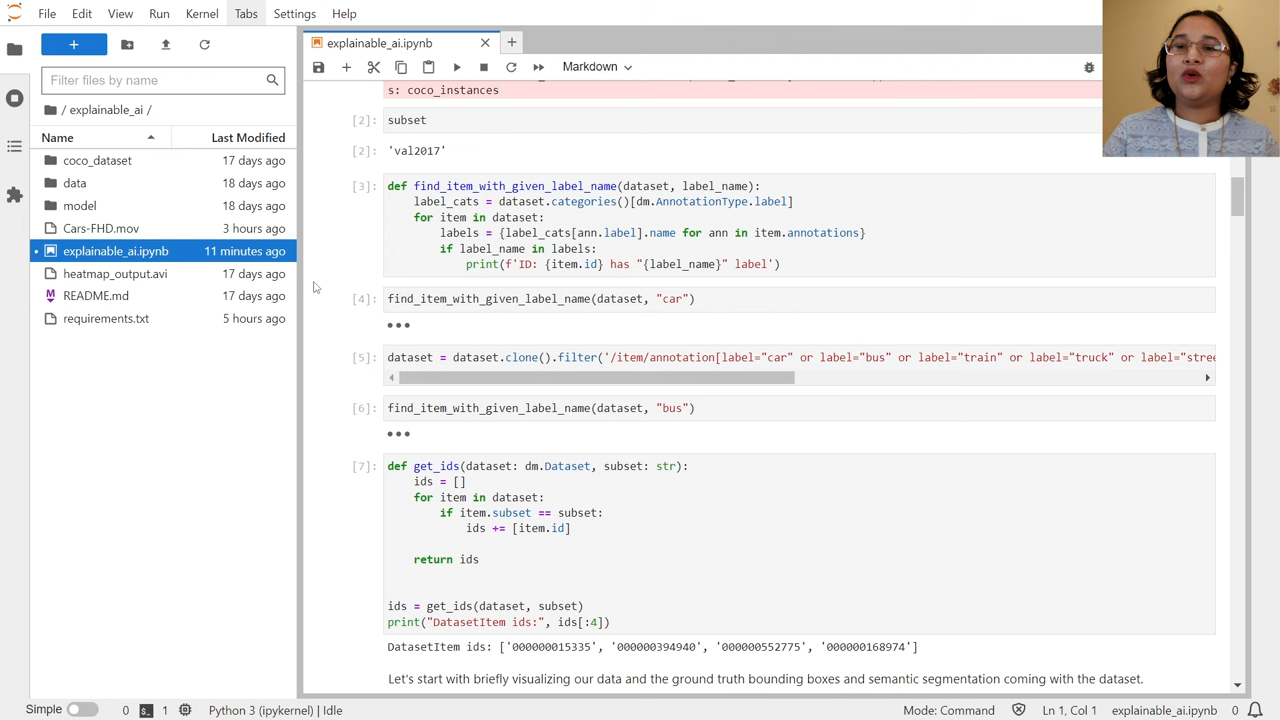 File Edit View Run Kernel Tabs Settings Help
explainable_ai.ipynb
Filter files by name
/ explainable_ai /
Name Last Modified
coco_dataset 17 days ago
data 18 days ago
model 18 days ago
Cars-FHD.mov 3 hours ago
explainable_ai.ipynb 11 minutes ago
heatmap_output.avi 17 days ago
README.md 17 days ago
requirements.txt 5 hours ago
Markdown
s: coco_instances
[2] subset
[2]: 'val2017'
[3]: def find_item_with_given_label_name(dataset, label_name):
label_cats = dataset.categories()[dm.AnnotationType.label]
for item in dataset:
labels = {label_cats[ann.label].name for ann in item.annotations}
if label_name in labels:
print(f'ID: {item.id} has "{label_name}" label')
[4]: find_item_with_given_label_name(dataset, "car")
[5]: dataset = dataset.clone().filter('/item/annotation[label="car" or label="bus" or label="train" or label="truck" or label="stree
[6]: find_item_with_given_label_name(dataset, "bus")
[7]: def get_ids(dataset: dm.Dataset, subset: str):
ids = []
for item in dataset:
if item.subset == subset:
ids += [item.id]
return ids
ids = get_ids(dataset, subset)
print("DatasetItem ids:", ids[:4])
DatasetItem ids: ['000000015335', '000000394940', '000000552775', '000000168974']
Let's start with briefly visualizing our data and the ground truth bounding boxes and semantic segmentation coming with the dataset.
Simple 0 1 Python 3 (ipykernel) | Idle Mode: Command Ln 1, Col 1 explainable_ai.ipynb 0